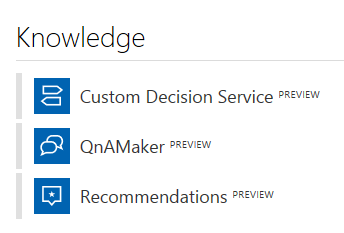 Knowledge
Custom Decision Service PREVIEW
QnAMaker PREVIEW
Recommendations PREVIEW